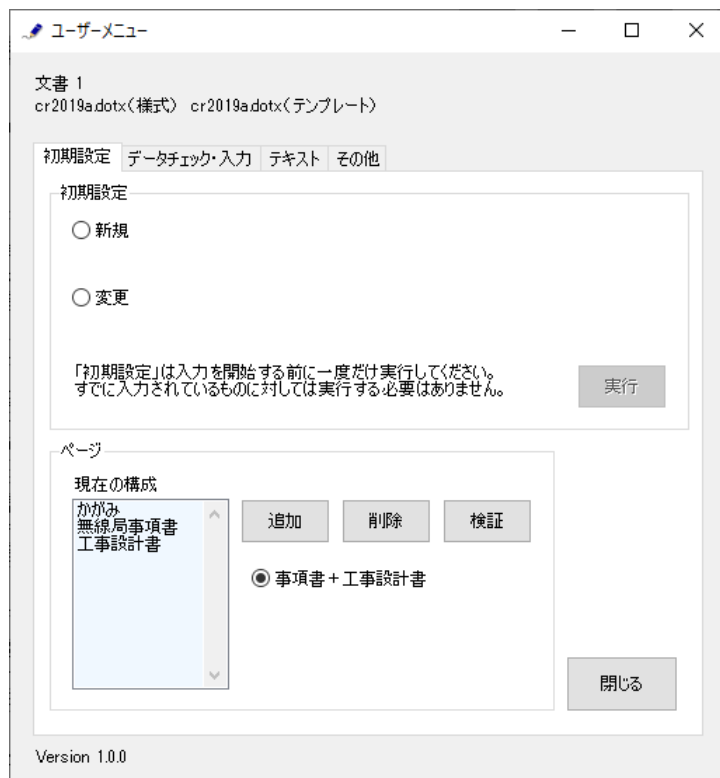 ユーザーメニュー
文書 1
cr2019a.dotx(様式) cr2019a.dotx(テンプレート)
初期設定 データチェック・入力 テキスト その他
初期設定
新規
変更
「初期設定」は入力を開始する前に一度だけ実行してください。
すでに入力されているものに対しては実行する必要はありません。
実行
ページ
現在の構成
かがみ
無線局事項書
工事設計書
追加 削除 検証
事項書+工事設計書
閉じる
Version 1.0.0